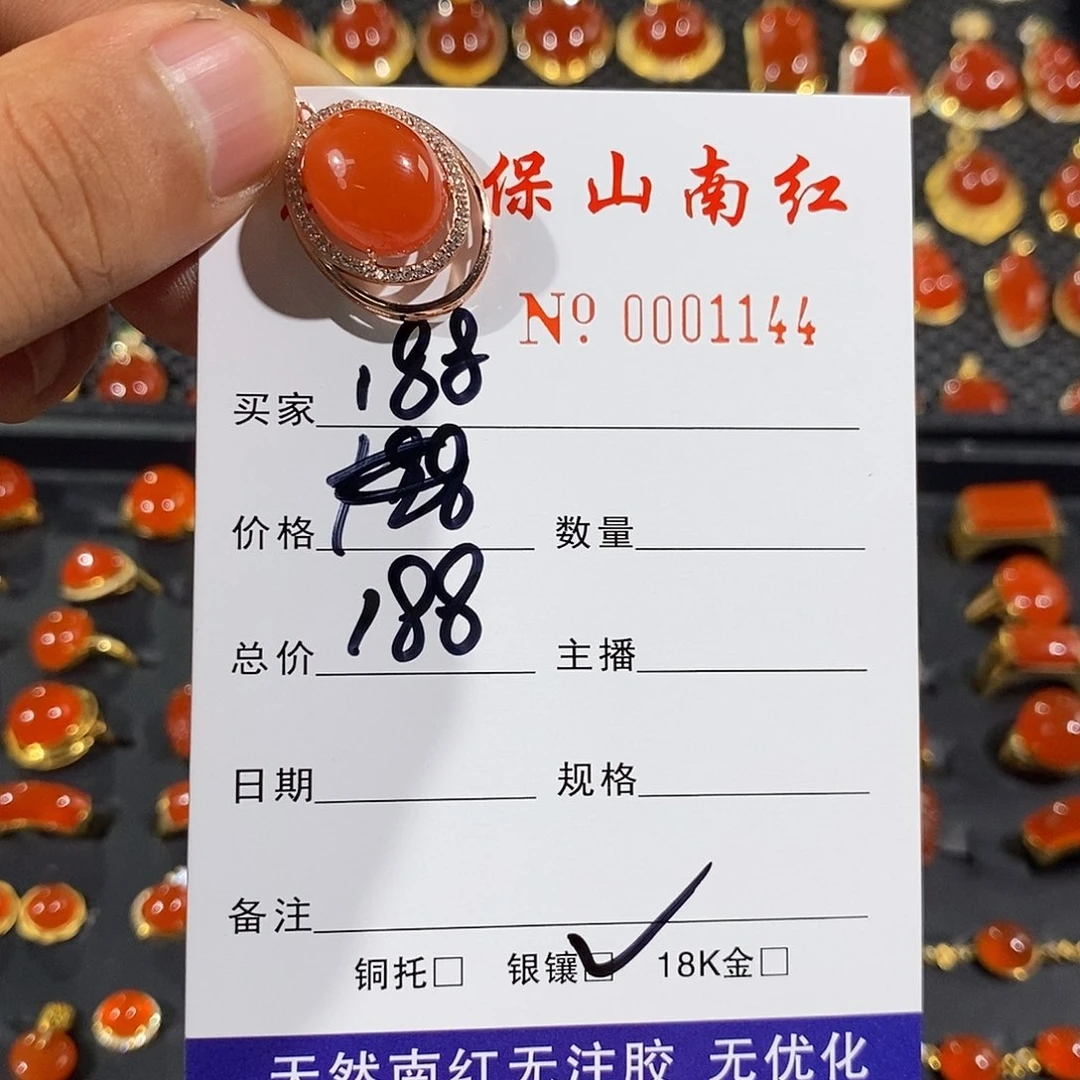 保山南红
No 0001144
买家 188
价格 数量
总价 188 主播
日期 规格
备注
铜托□ 银镶□✓ 18K金□
天然南红无注胶 无优化